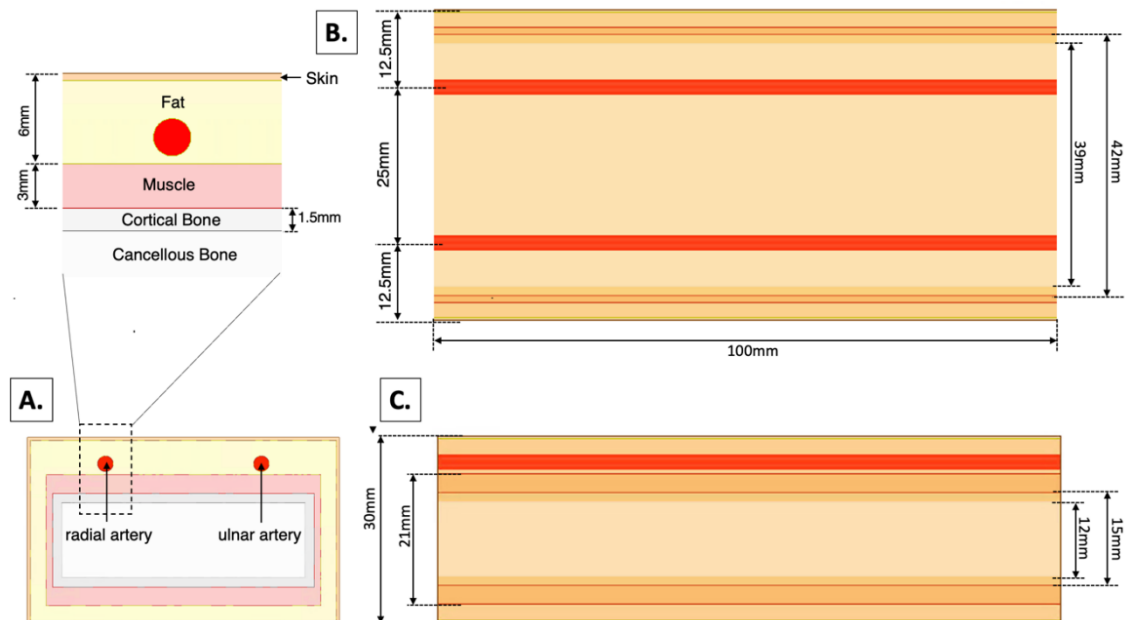 B.
Skin
Fat
6mm
Muscle
3mm
Cortical Bone
1.5mm
Cancellous Bone
12.5mm
25mm
12.5mm
39mm
42mm
100mm
A.
radial artery
ulnar artery
C.
30mm
21mm
12mm
15mm